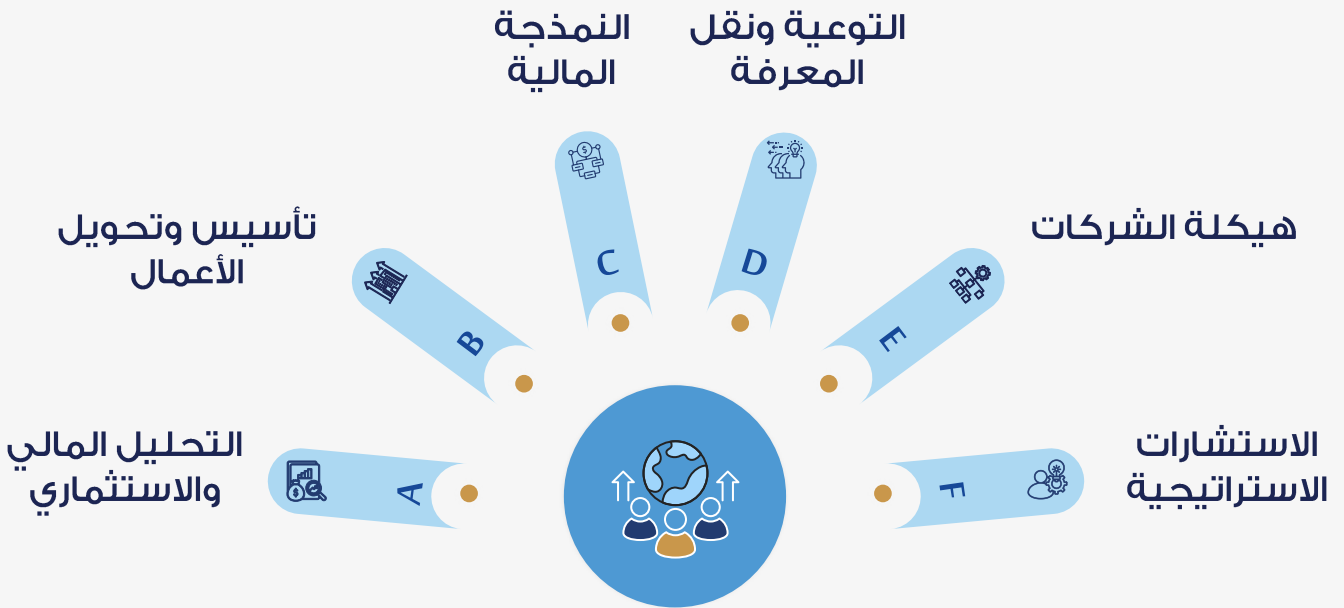 النمذجة
المالية
التوعية ونقل
المعرفة
تأسيس وتحويل
الأعمال
هيكلة الشركات
التحليل المالي
والاستثماري
الاستشارات
الاستراتيجية
A
B
C
D
E
F
$
$